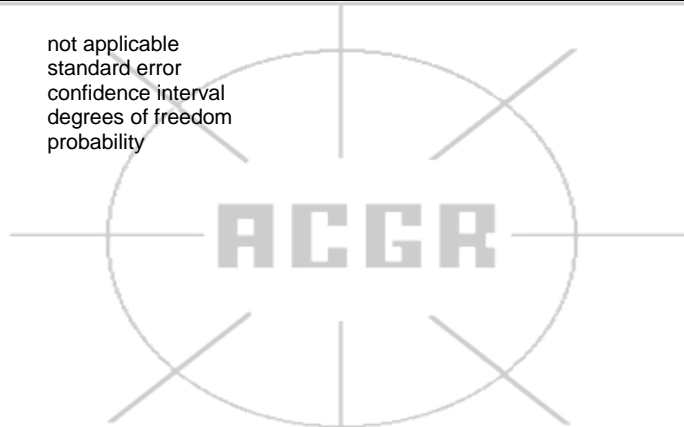 not applicable
standard error
confidence interval
degrees of freedom
probability
ACGR